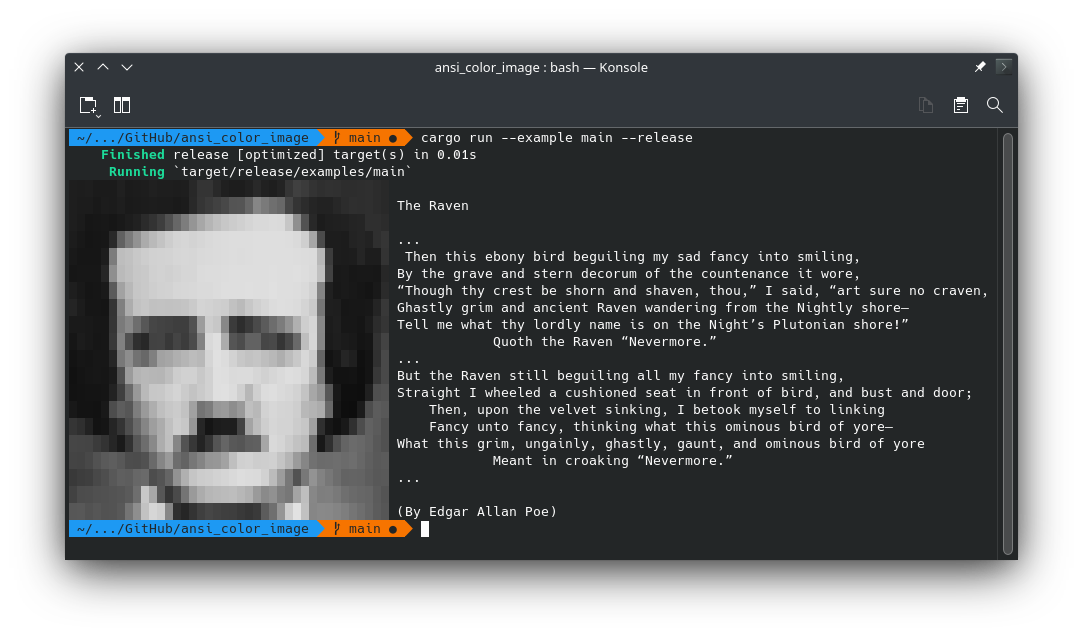 ansi_color_image : bash — Konsole
~/.../GitHub/ansi_color_image main ● cargo run --example main --release
Finished release [optimized] target(s) in 0.01s
Running `target/release/examples/main`
The Raven
...
Then this ebony bird beguiling my sad fancy into smiling,
By the grave and stern decorum of the countenance it wore,
“Though thy crest be shorn and shaven, thou,” I said, “art sure no craven,
Ghastly grim and ancient Raven wandering from the Nightly shore—
Tell me what thy lordly name is on the Night’s Plutonian shore!”
Quoth the Raven “Nevermore.”
...
But the Raven still beguiling all my fancy into smiling,
Straight I wheeled a cushioned seat in front of bird, and bust and door;
Then, upon the velvet sinking, I betook myself to linking
Fancy unto fancy, thinking what this ominous bird of yore—
What this grim, ungainly, ghastly, gaunt, and ominous bird of yore
Meant in croaking “Nevermore.”
...
(By Edgar Allan Poe)
~/.../GitHub/ansi_color_image main ●